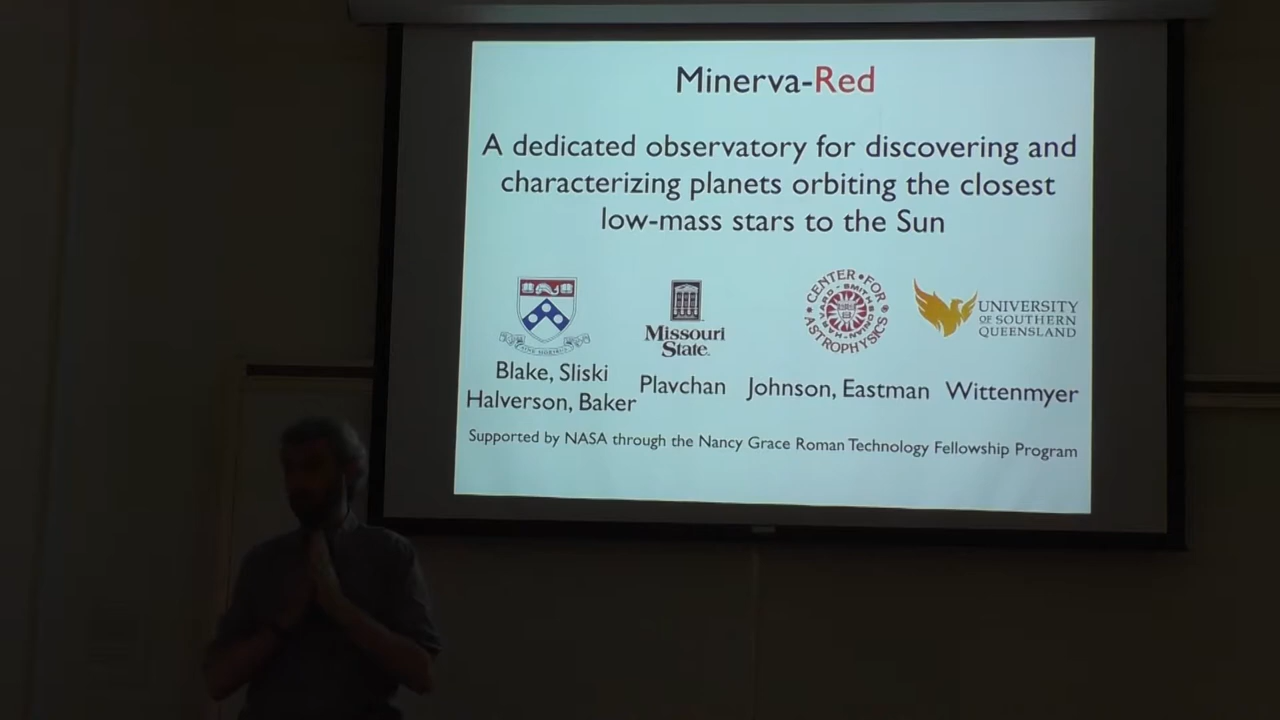 Minerva-Red
A dedicated observatory for discovering and
characterizing planets orbiting the closest
low-mass stars to the Sun
Missouri
State.
CENTER FOR
ASTROPHYSICS
HARVARD-SMITHSONIAN
UNIVERSITY
OF SOUTHERN
QUEENSLAND
Blake, Sliski
Halverson, Baker
Plavchan
Johnson, Eastman
Wittenmyer
Supported by NASA through the Nancy Grace Roman Technology Fellowship Program